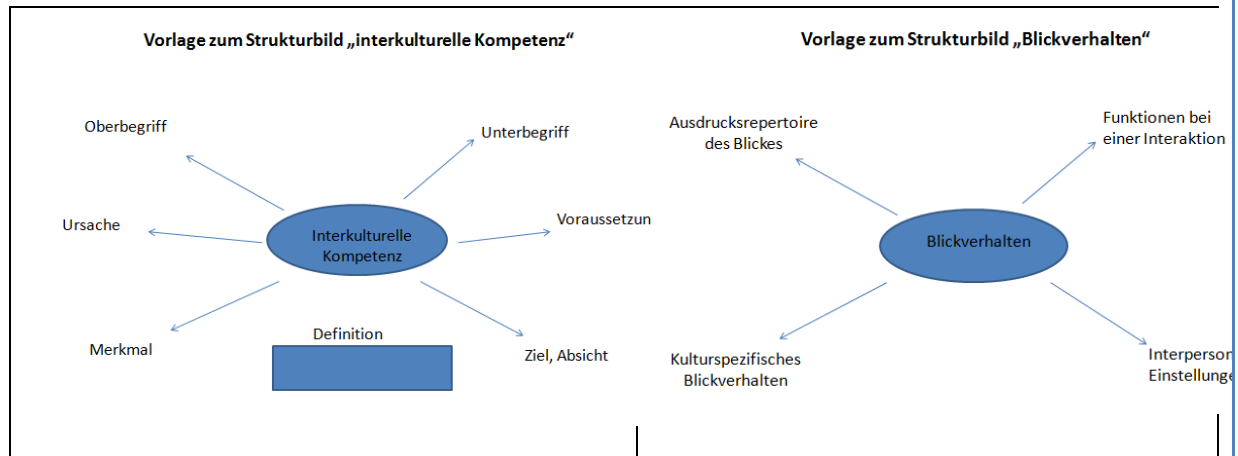 Vorlage zum Strukturbild „interkulturelle Kompetenz“
Oberbegriff
Unterbegriff
Ursache
Interkulturelle
Kompetenz
Voraussetzun
Merkmal
Definition
Ziel, Absicht
Vorlage zum Strukturbild „Blickverhalten“
Ausdrucksrepertoire
des Blickes
Funktionen bei
einer Interaktion
Blickverhalten
Kulturspezifisches
Blickverhalten
Interperson
Einstellunge